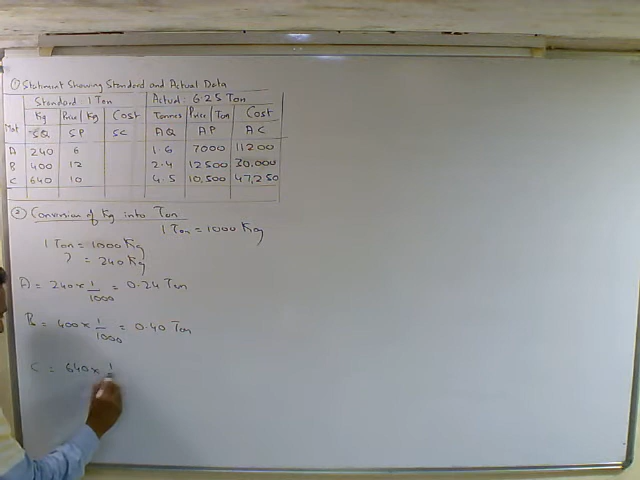 ① Statement Showing Standard and Actual Data
Standard 1 Ton Actual: 6.25 Ton
Mat Kg Price/Kg Cost Tonnes Price/Ton Cost
SQ SP SC AQ AP AC
A 240 6 1.6 7000 11200
B 400 12 2.4 12500 30,000
C 640 10 4.5 10,500 47,250
② Conversion of Kg into Ton
1 Ton = 1000 Kg
1 Ton = 1000 Kg
? = 240 Kg
A = 240 x 1/1000 = 0.24 Ton
B = 400 x 1/1000 = 0.40 Ton
C = 640 x 1